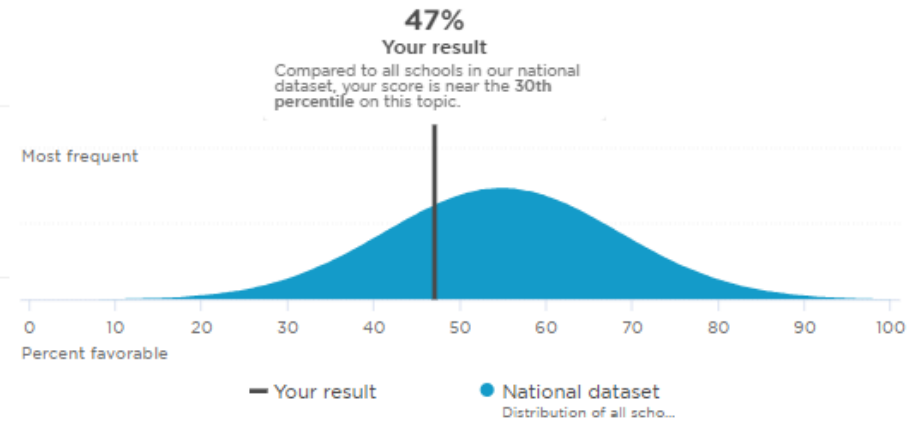 47%
Your result
Compared to all schools in our national
dataset, your score is near the 30th
percentile on this topic.
Most frequent
0 10 20 30 40 50 60 70 80 90 100
Percent favorable
Your result National dataset
Distribution of all scho...